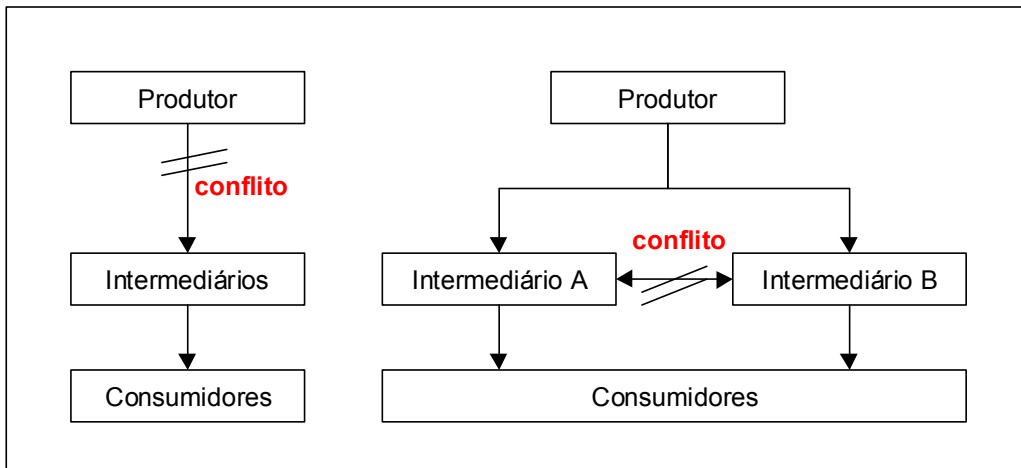 Produtor
conflito
Intermediários
Consumidores
Produtor
conflito
Intermediário A
Intermediário B
Consumidores